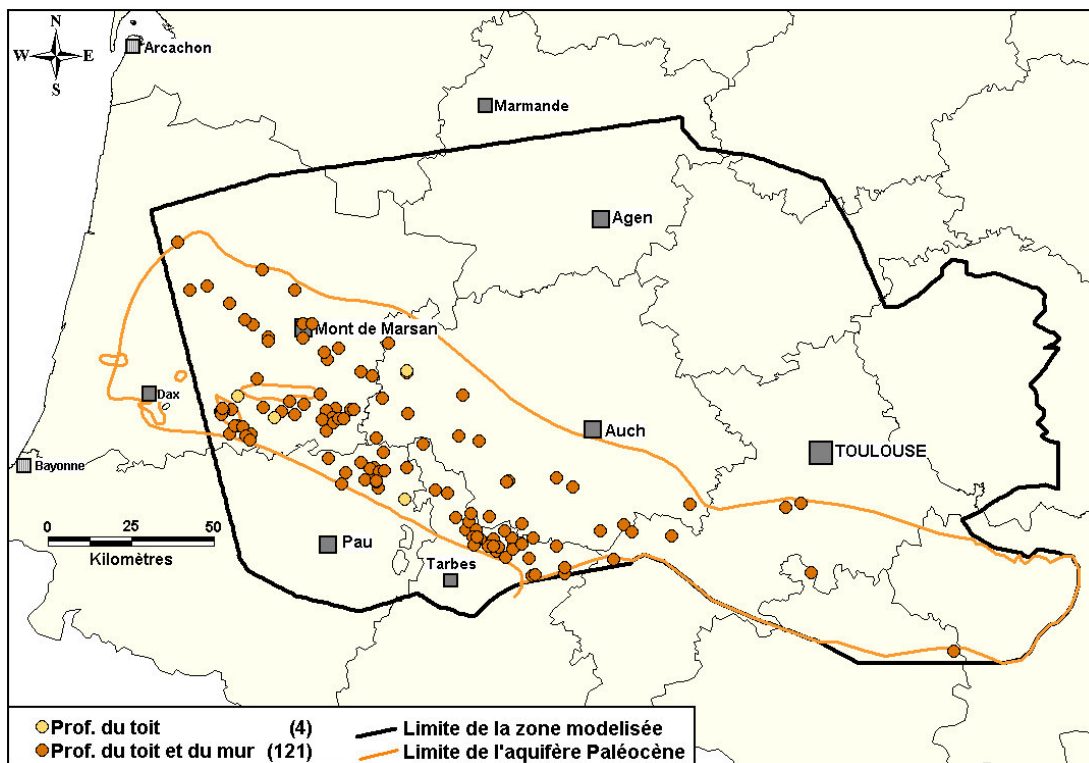 N
W E
S
Arcachon
Marmande
Agen
Mont de Marsan
Dax
Auch
TOULOUSE
Bayonne
0 25 50
Kilomètres
Pau
Tarbes
Prof. du toit (4)
Prof. du toit et du mur (121)
Limite de la zone modelisée
Limite de l'aquifère Paléocène